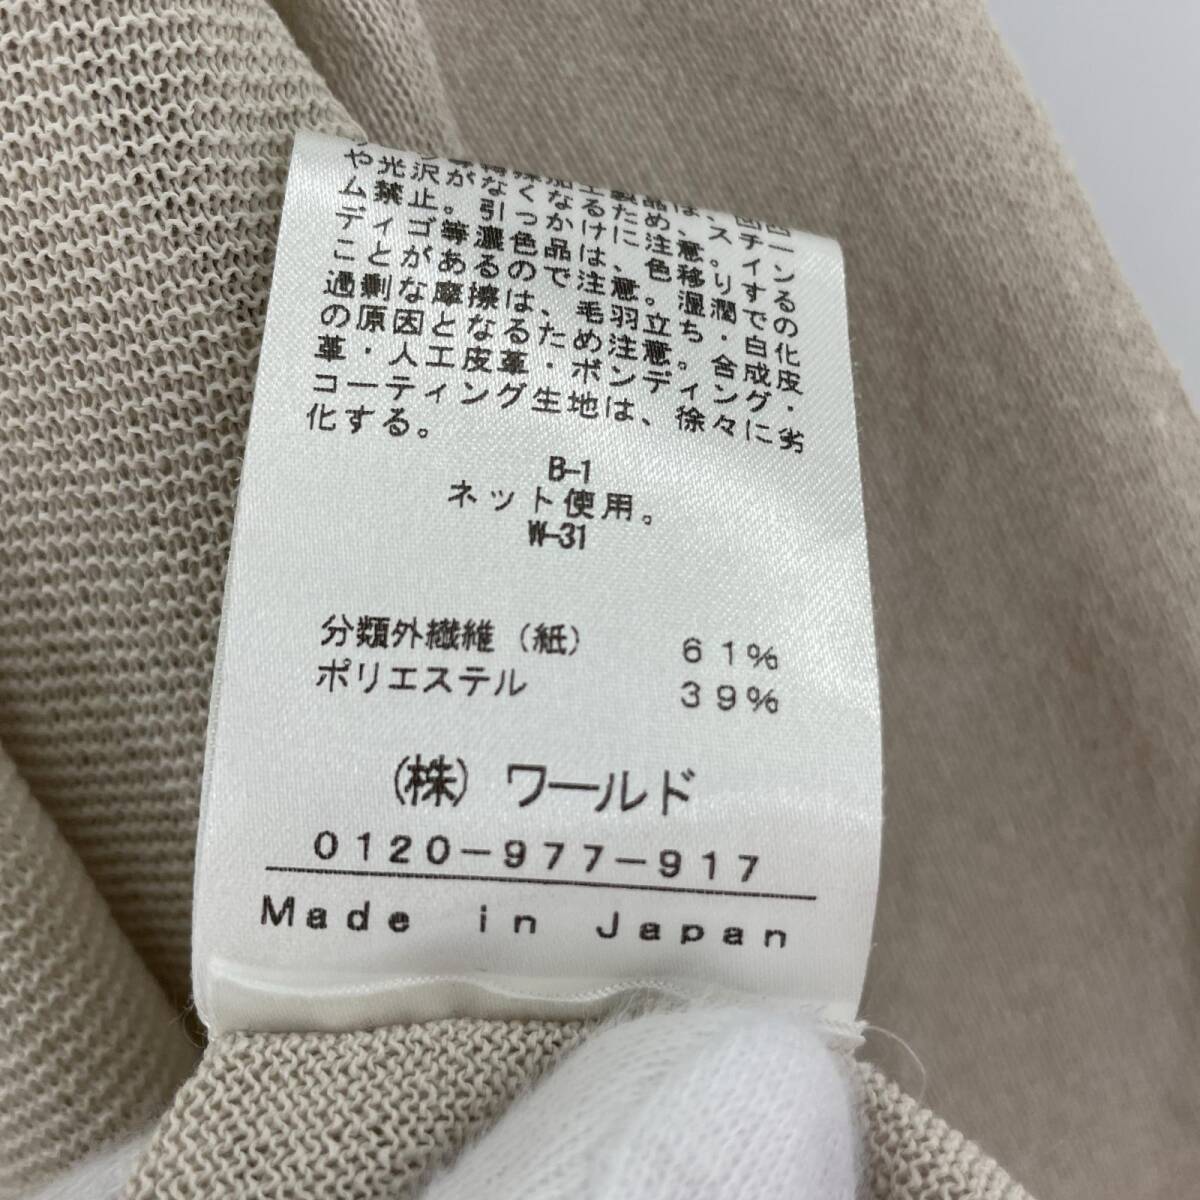 や光沢がなくなるため、スチーム禁止。引っかけに注意。インディゴ等濃色品は、色移りすることがあるので注意。湿潤での過剰な摩擦は、毛羽立ち・白化の原因となるため注意。合成皮革・人工皮革・ボンディング・コーティング生地は、徐々に劣化する。
B-1
ネット使用。
W-31
分類外繊維(紙) 61%
ポリエステル 39%
(株)ワールド
0120-977-917
Made in Japan